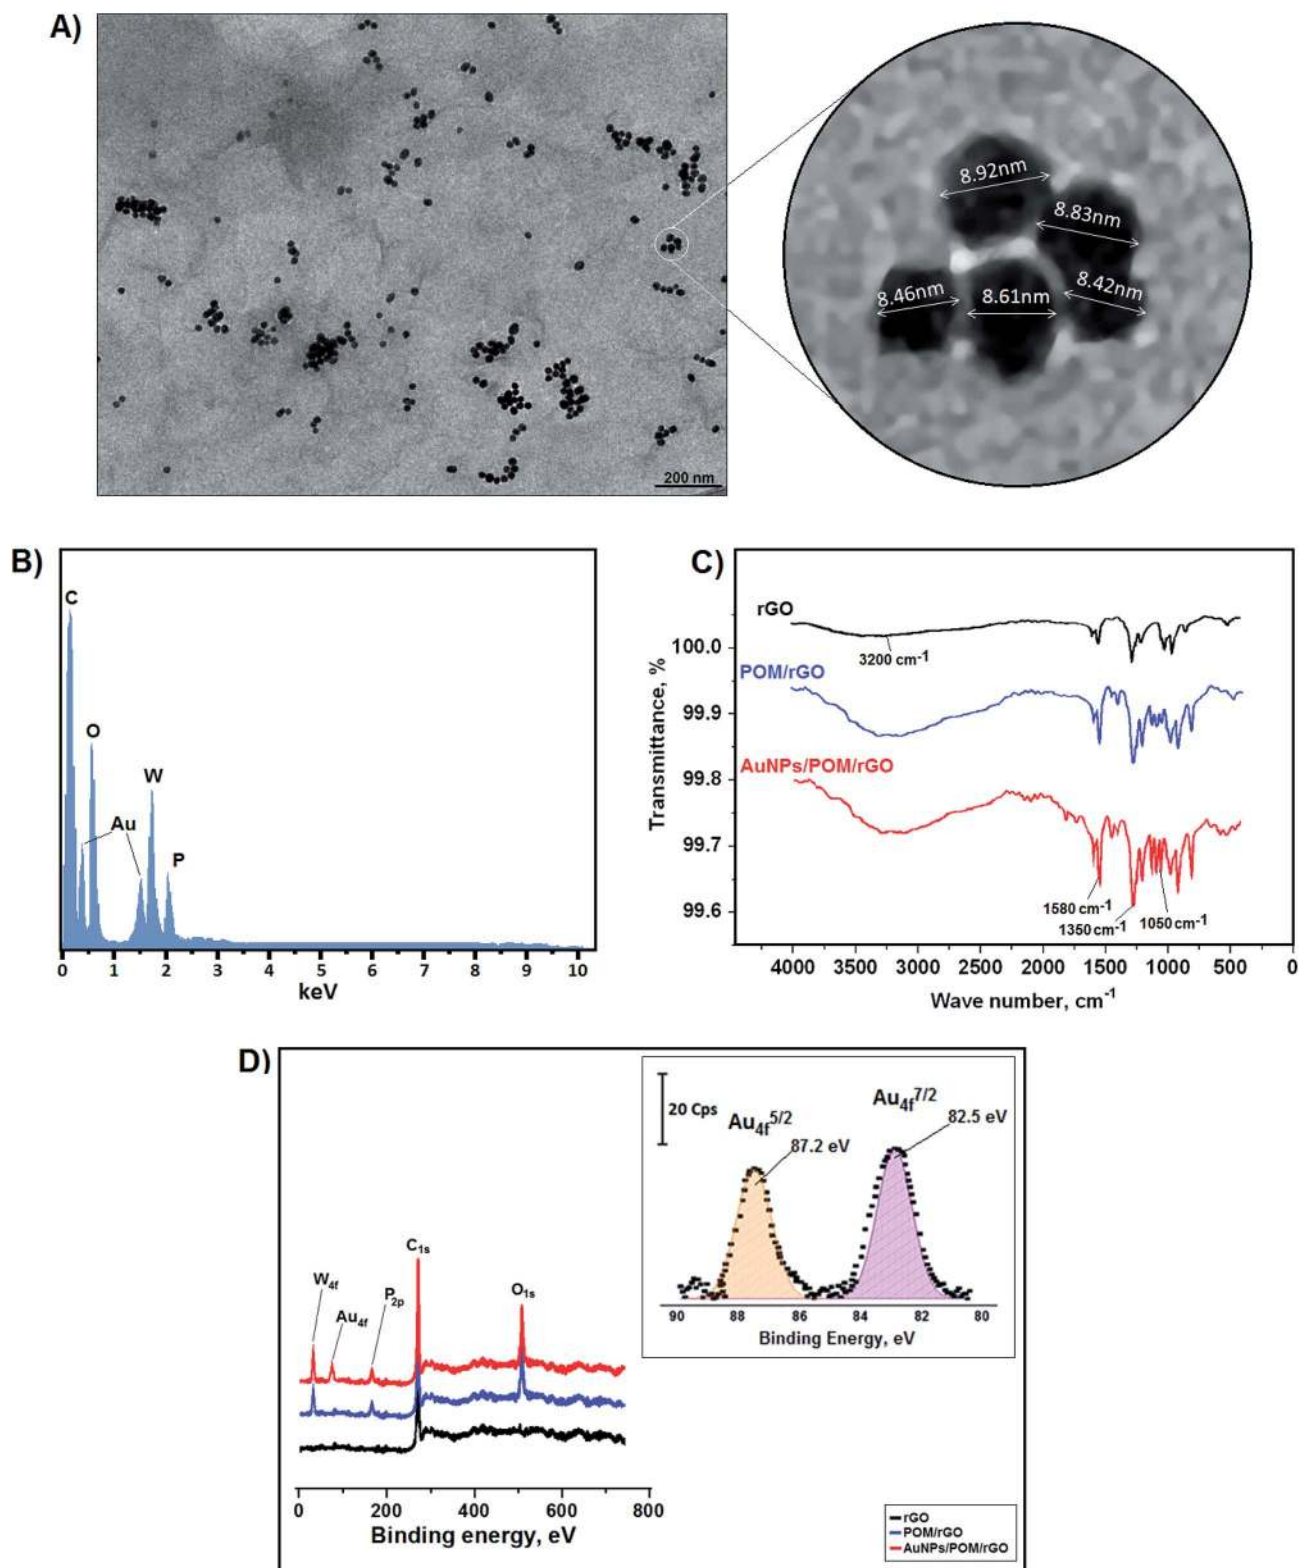 A)
8.92nm
8.83nm
8.46nm
8.61nm
8.42nm
200 nm
B)
C
O
W
Au
P
0 1 2 3 4 5 6 7 8 9 10
keV
C)
rGO
3200 cm-1
100.0
POM/rGO
99.9
99.8
AuNPs/POM/rGO
99.7
99.6
1580 cm-1
1350 cm-1
1050 cm-1
Transmittance, %
4000 3500 3000 2500 2000 1500 1000 500 0
Wave number, cm-1
D)
20 Cps
Au4f5/2
87.2 eV
Au4f7/2
82.5 eV
90 88 86 84 82 80
Binding Energy, eV
C1s
W4f
Au4f
P2p
O1s
0 200 400 600 800
Binding energy, eV
rGO
POM/rGO
AuNPs/POM/rGO